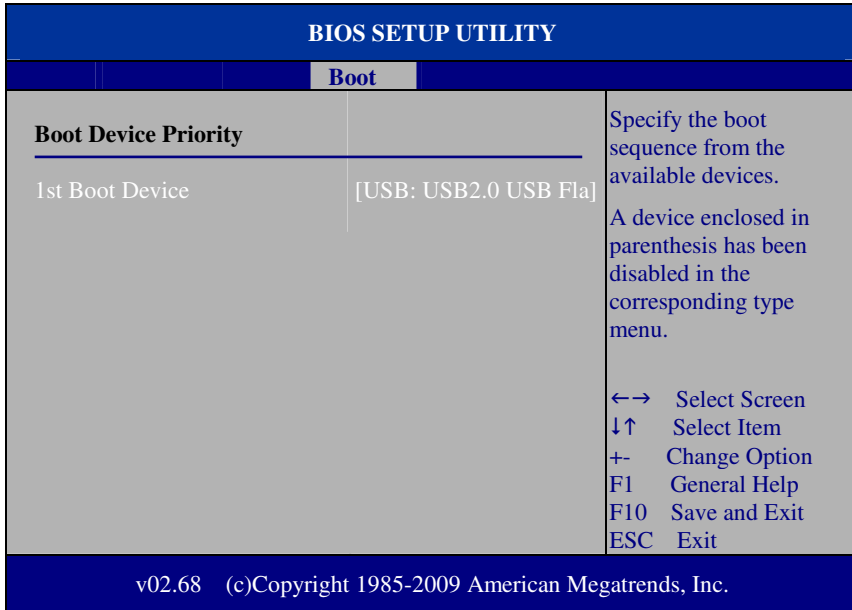 BIOS SETUP UTILITY
Boot
Boot Device Priority
1st Boot Device [USB: USB2.0 USB Fla]
Specify the boot
sequence from the
available devices.
A device enclosed in
parenthesis has been
disabled in the
corresponding type
menu.
←→ Select Screen
↓↑ Select Item
+- Change Option
F1 General Help
F10 Save and Exit
ESC Exit
v02.68 (c)Copyright 1985-2009 American Megatrends, Inc.